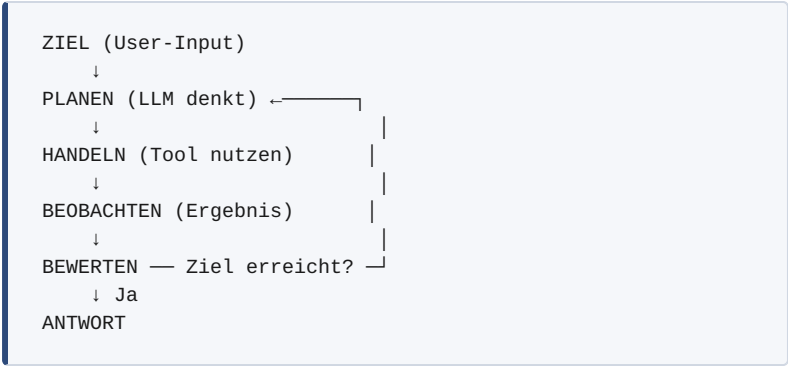 ZIEL (User-Input)
↓
PLANEN (LLM denkt) ←──────┐
↓ │
HANDELN (Tool nutzen) │
↓ │
BEOBACHTEN (Ergebnis) │
↓ │
BEWERTEN ── Ziel erreicht? ─┘
↓ Ja
ANTWORT